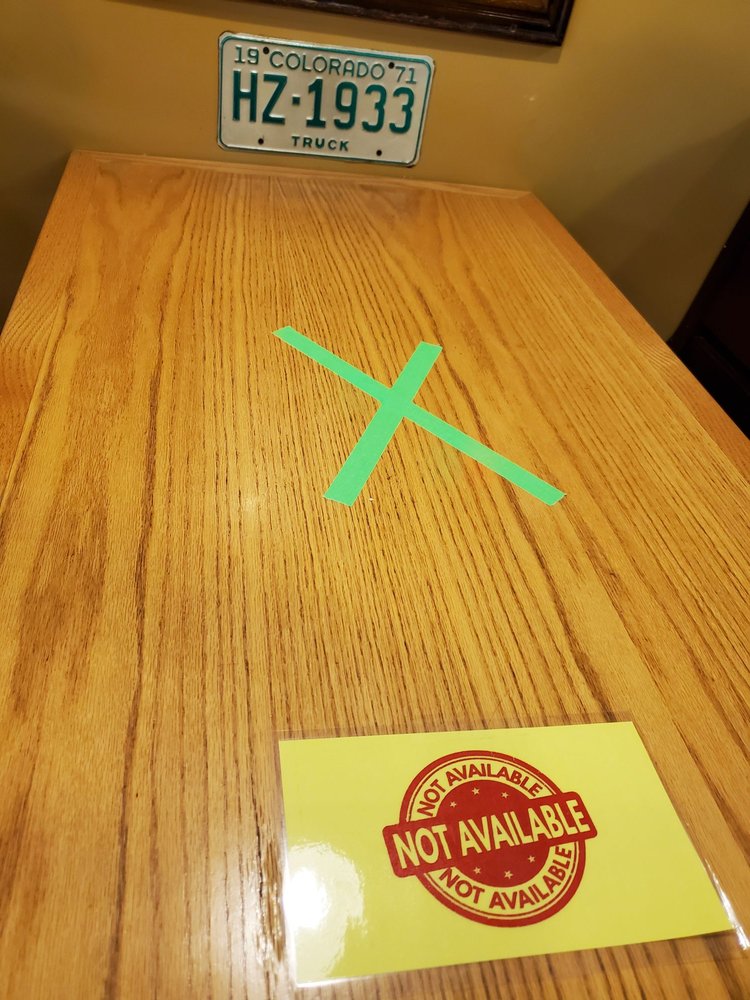 19 COLORADO 71
HZ·1933
TRUCK
NOT AVAILABLE
NOT AVAILABLE
NOT AVAILABLE